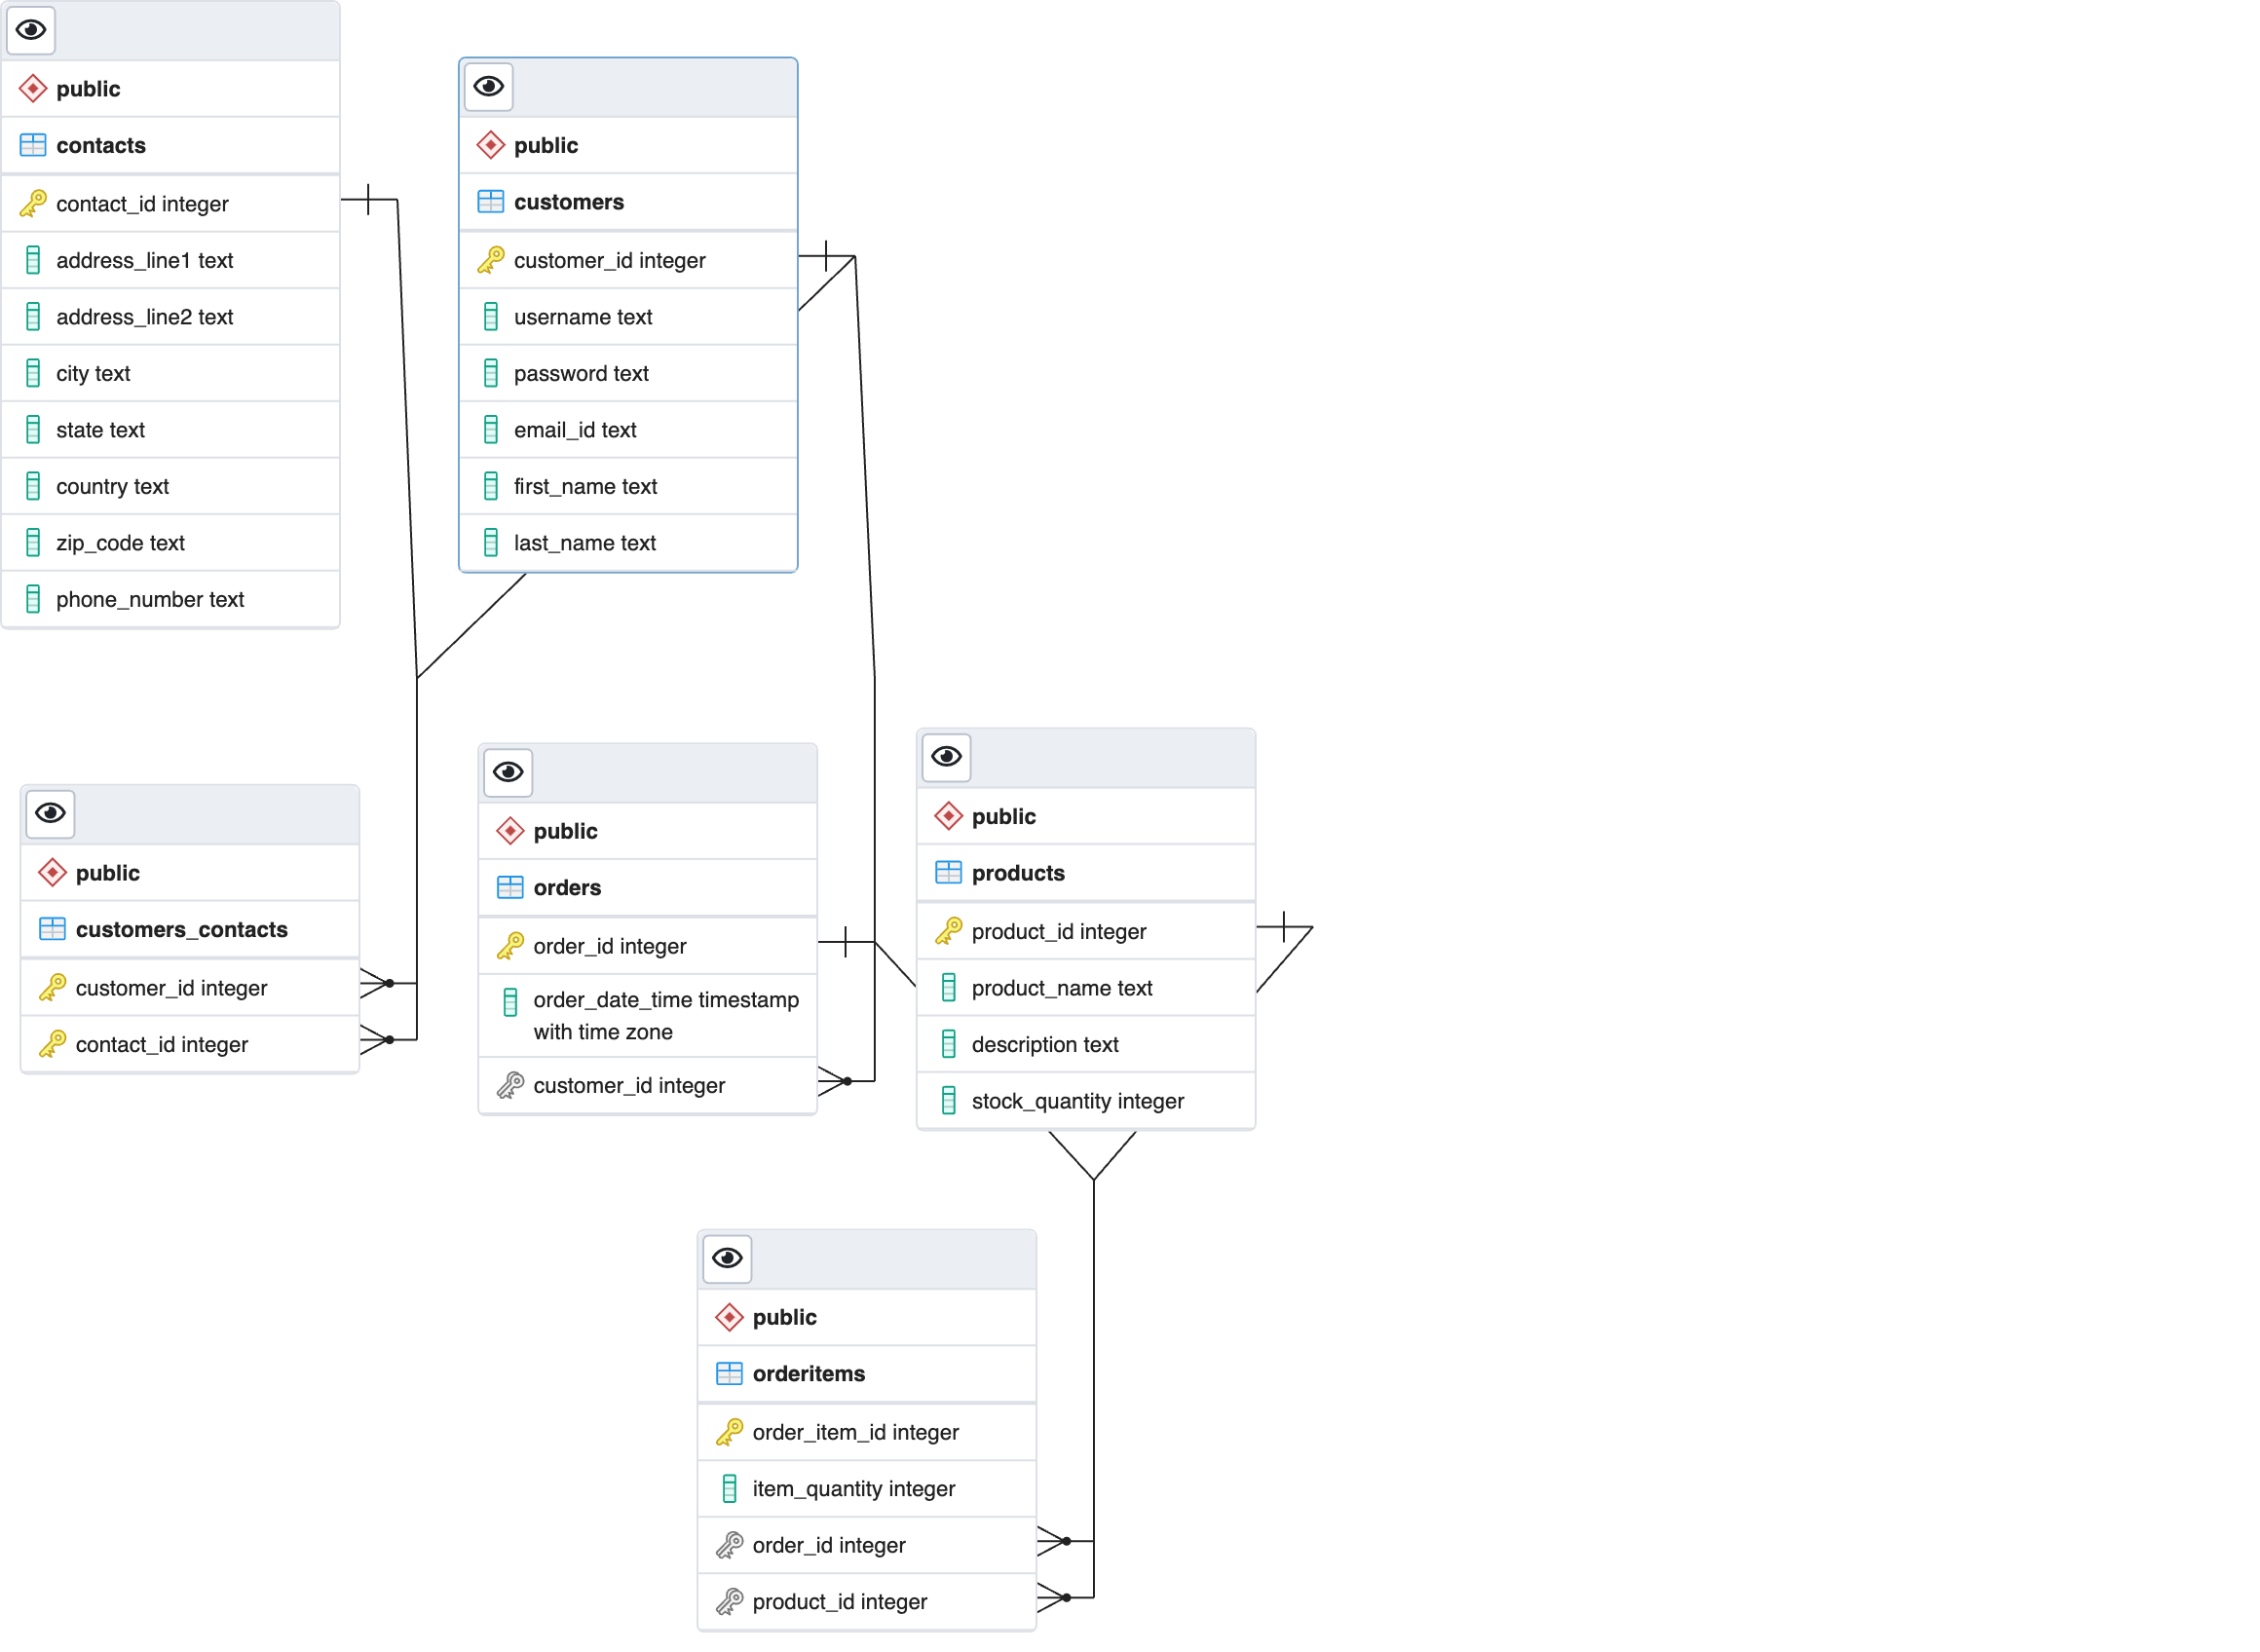 public
contacts
contact_id integer
address_line1 text
address_line2 text
city text
state text
country text
zip_code text
phone_number text
public
customers
customer_id integer
username text
password text
email_id text
first_name text
last_name text
public
customers_contacts
customer_id integer
contact_id integer
public
orders
order_id integer
order_date_time timestamp
with time zone
customer_id integer
public
products
product_id integer
product_name text
description text
stock_quantity integer
public
orderitems
order_item_id integer
item_quantity integer
order_id integer
product_id integer